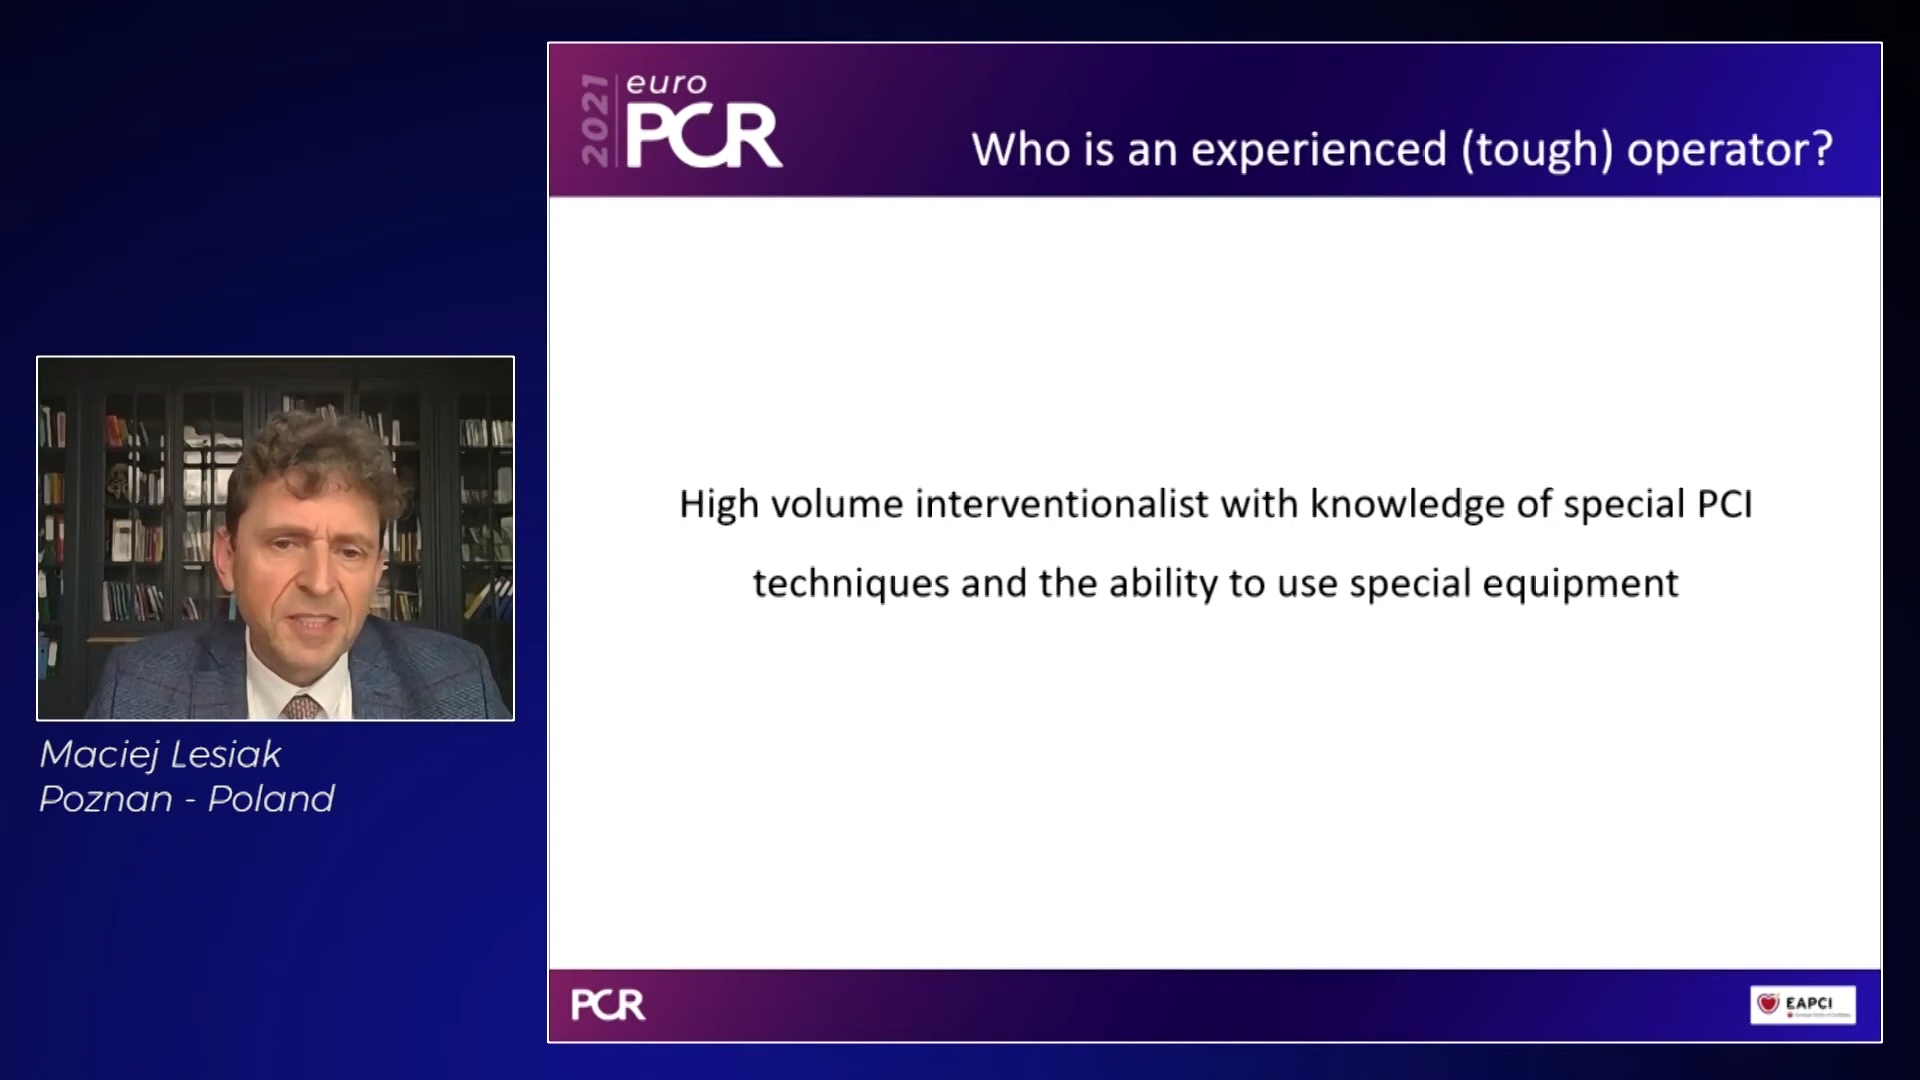 2021
euro
PCR
Who is an experienced (tough) operator?
High volume interventionalist with knowledge of special PCI
techniques and the ability to use special equipment
Maciej Lesiak
Poznan - Poland
PCR
EAPCI